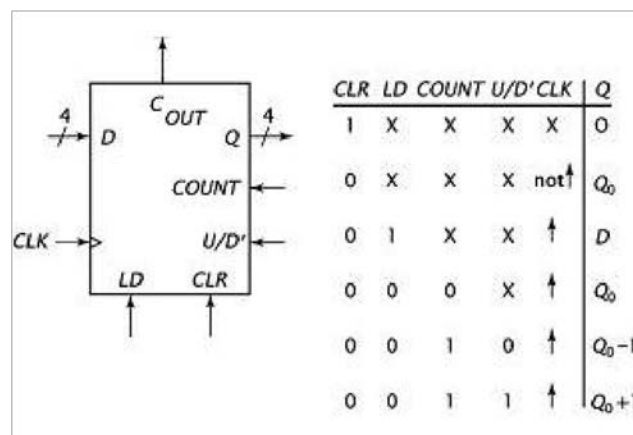 C OUT
4 D Q 4
COUNT
CLK U/D'
LD CLR
CLR LD COUNT U/D' CLK Q
1 X X X X 0
0 X X X not↑ Q₀
0 1 X X ↑ D
0 0 0 X ↑ Q₀
0 0 1 0 ↑ Q₀-1
0 0 1 1 ↑ Q₀+1